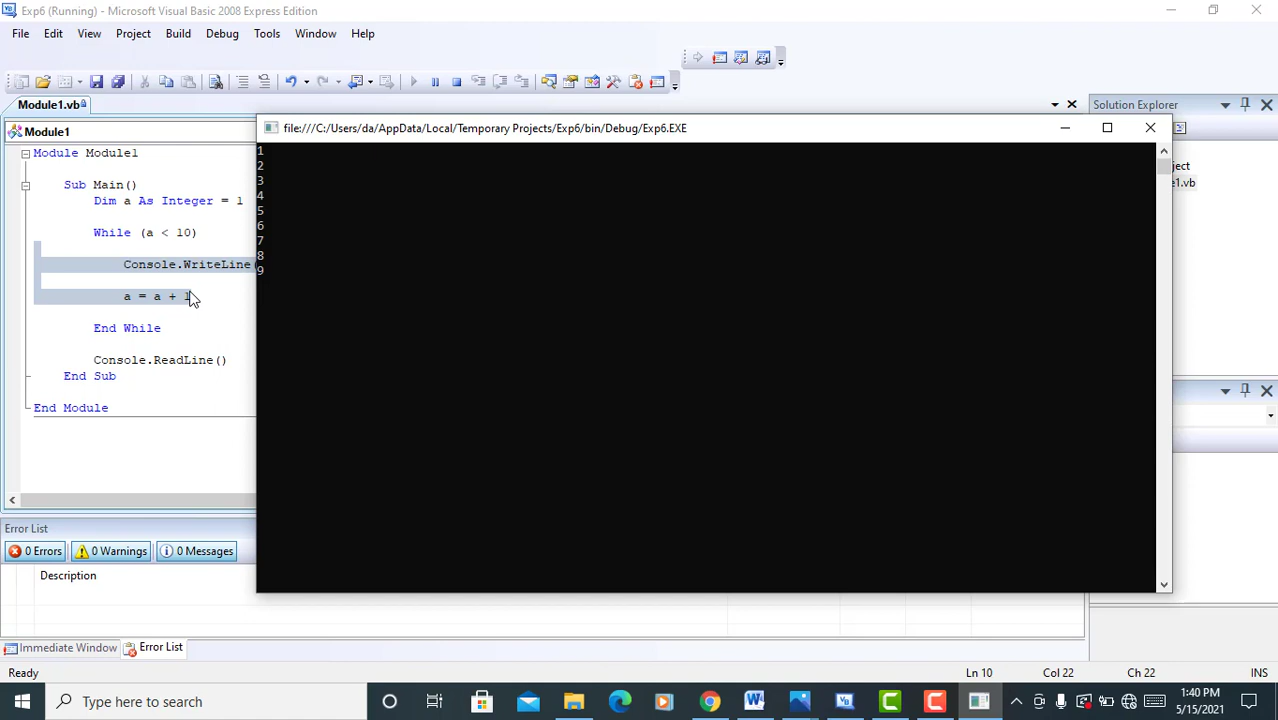 Exp6 (Running) - Microsoft Visual Basic 2008 Express Edition
File Edit View Project Build Debug Tools Window Help
Module1.vb
Solution Explorer
Module1
file:///C:/Users/da/AppData/Local/Temporary Projects/Exp6/bin/Debug/Exp6.EXE
Module Module1
Sub Main()
Dim a As Integer = 1
While (a < 10)
Console.WriteLine(
a = a + 1
End While
Console.ReadLine()
End Sub
End Module
1
2
3
4
5
6
7
8
9
ject
e1.vb
Error List
0 Errors 0 Warnings 0 Messages
Description
Immediate Window Error List
Ready Ln 10 Col 22 Ch 22 INS
Type here to search
1:40 PM
5/15/2021